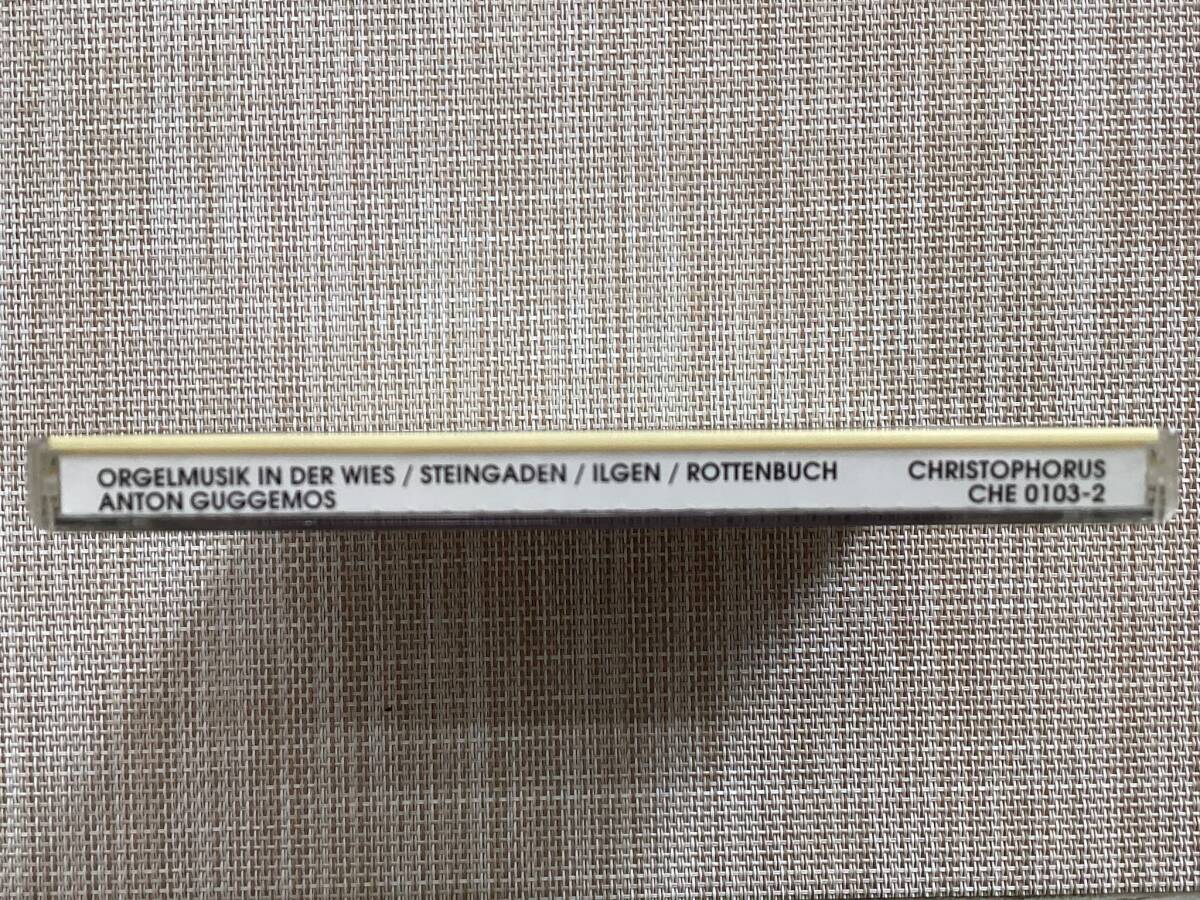 ORGELMUSIK IN DER WIES / STEINGADEN / ILGEN / ROTTENBUCH CHRISTOPHORUS
ANTON GUGGEMOS CHE 0103-2